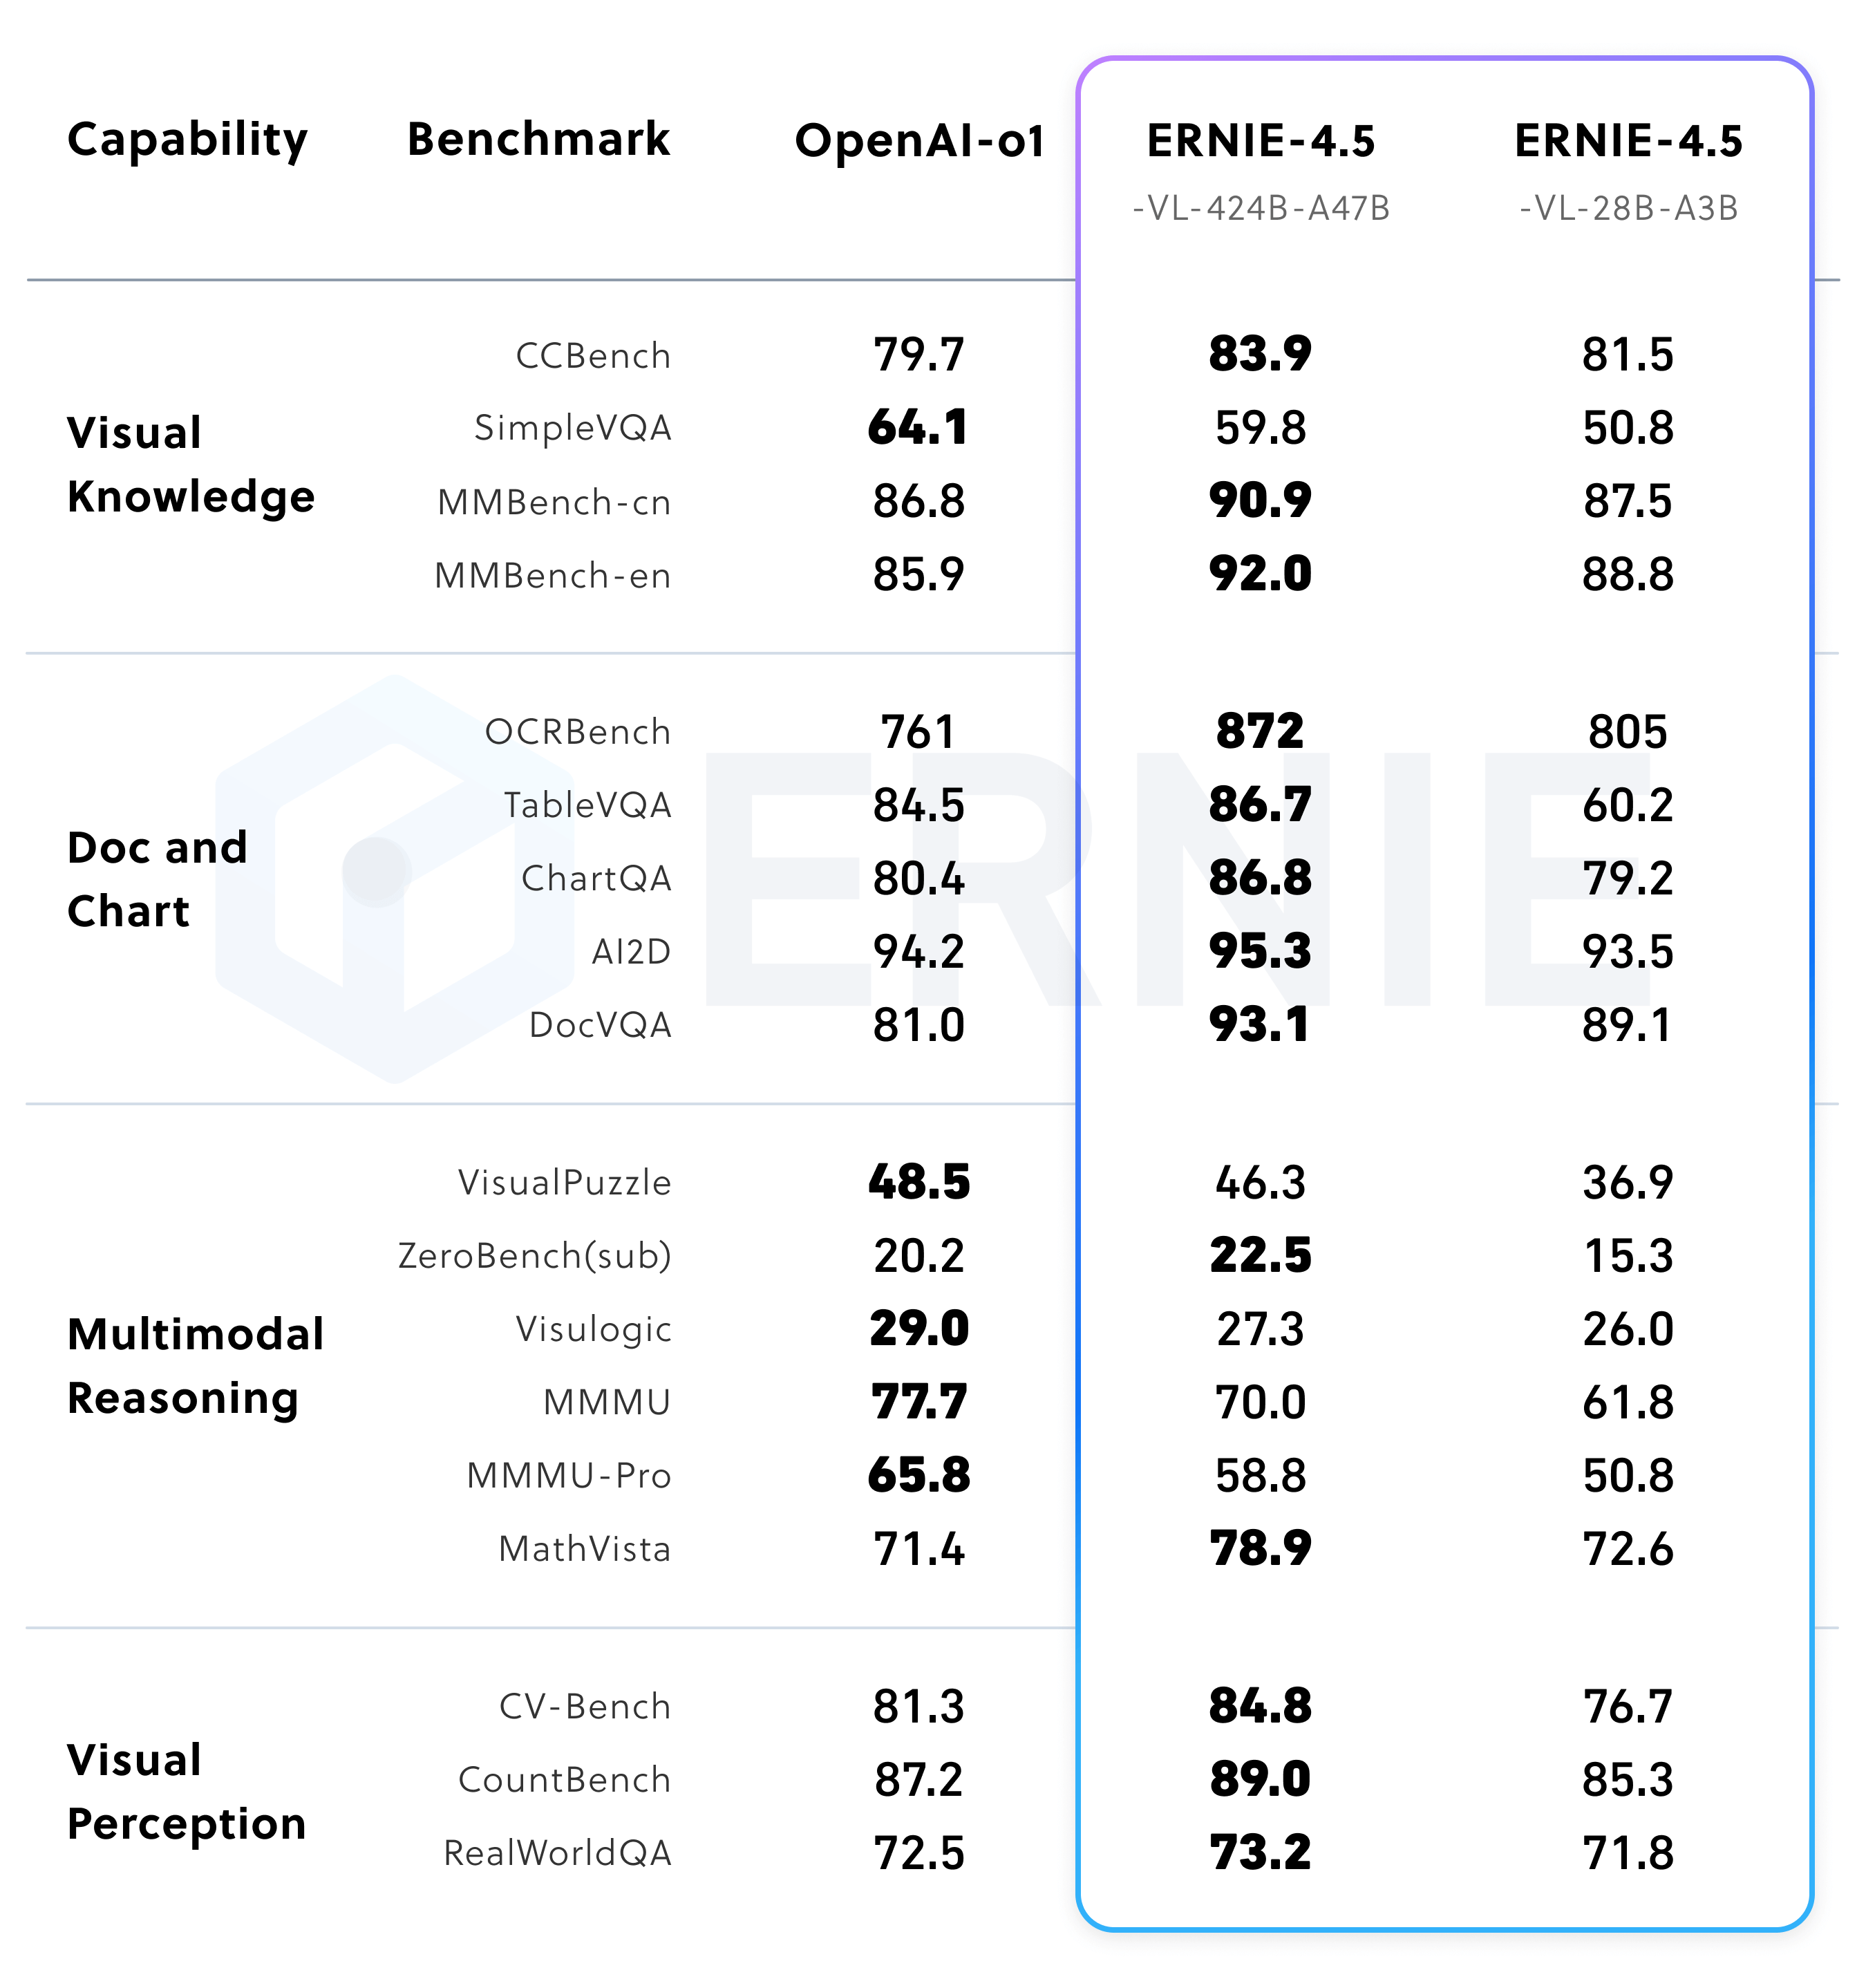 Capability Benchmark OpenAI-o1 ERNIE-4.5 ERNIE-4.5
-VL-424B-A47B -VL-28B-A3B
Visual
Knowledge
CCBench 79.7 83.9 81.5
SimpleVQA 64.1 59.8 50.8
MMBench-cn 86.8 90.9 87.5
MMBench-en 85.9 92.0 88.8
Doc and
Chart
OCRBench 761 872 805
TableVQA 84.5 86.7 60.2
ChartQA 80.4 86.8 79.2
AI2D 94.2 95.3 93.5
DocVQA 81.0 93.1 89.1
ERNIE
Multimodal
Reasoning
VisualPuzzle 48.5 46.3 36.9
ZeroBench(sub) 20.2 22.5 15.3
Visulogic 29.0 27.3 26.0
MMMU 77.7 70.0 61.8
MMMU-Pro 65.8 58.8 50.8
MathVista 71.4 78.9 72.6
Visual
Perception
CV-Bench 81.3 84.8 76.7
CountBench 87.2 89.0 85.3
RealWorldQA 72.5 73.2 71.8